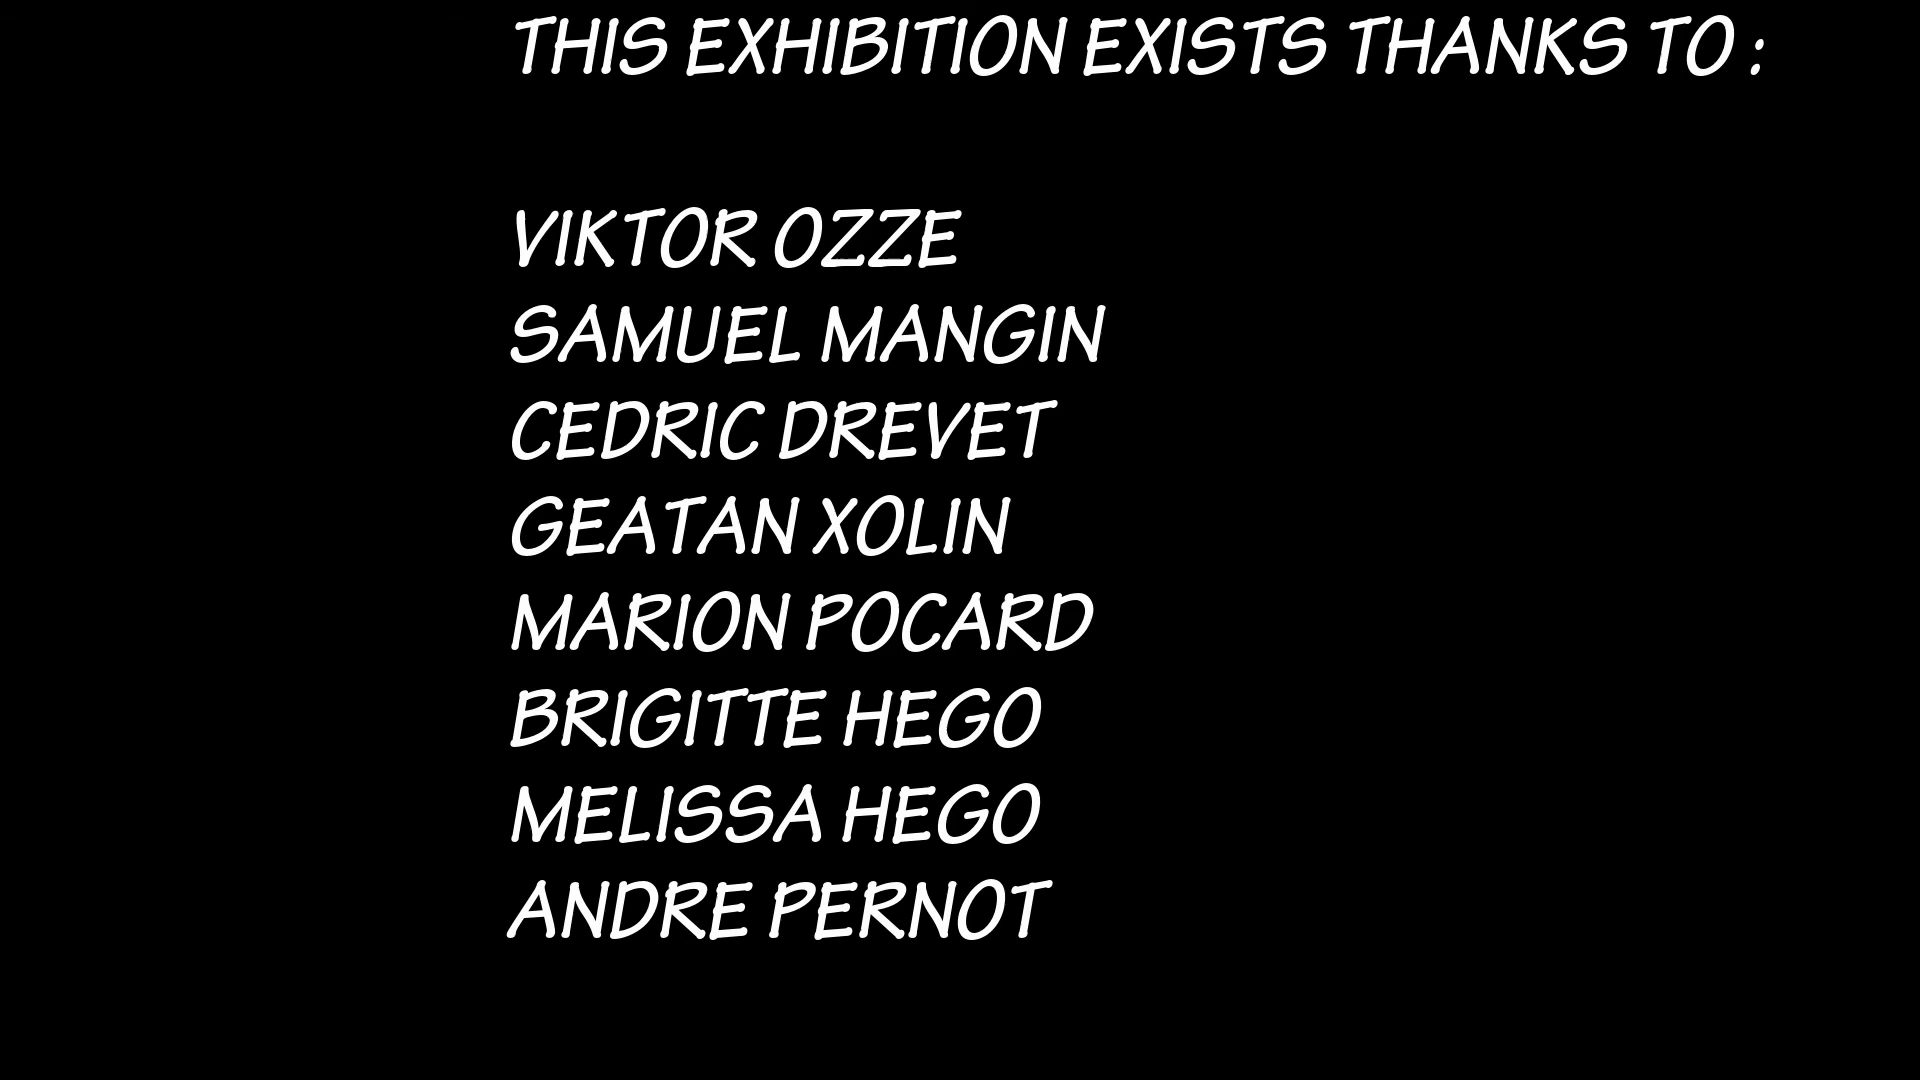 THIS EXHIBITION EXISTS THANKS TO :
VIKTOR OZZE
SAMUEL MANGIN
CEDRIC DREVET
GEATAN XOLIN
MARION POCARD
BRIGITTE HEGO
MELISSA HEGO
ANDRE PERNOT